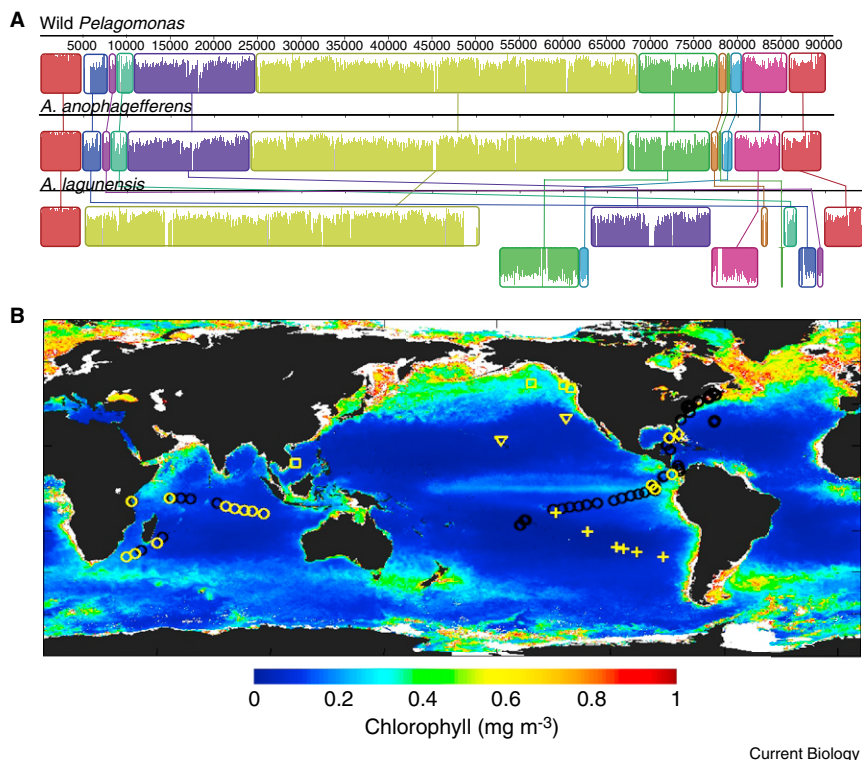 A
Wild Pelagomonas
5000 10000 15000 20000 25000 30000 35000 40000 45000 50000 55000 60000 65000 70000 75000 80000 85000 90000
A. anophagefferens
A. lagunensis
B
0 0.2 0.4 0.6 0.8 1
Chlorophyll (mg m-3)
Current Biology